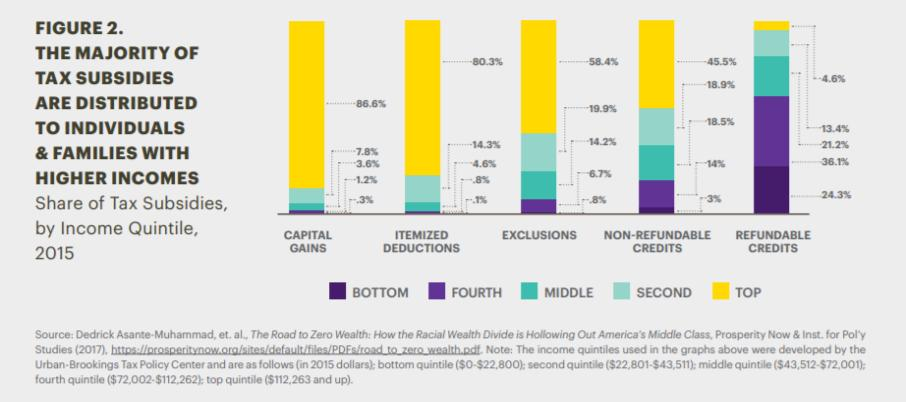 FIGURE 2.
THE MAJORITY OF
TAX SUBSIDIES
ARE DISTRIBUTED
TO INDIVIDUALS
& FAMILIES WITH
HIGHER INCOMES
Share of Tax Subsidies,
by Income Quintile,
2015
86.6%
7.8%
3.6%
1.2%
.3%
80.3%
14.3%
4.6%
.8%
.1%
58.4%
19.9%
14.2%
6.7%
.8%
45.5%
18.9%
18.5%
14%
3%
4.6%
13.4%
21.2%
36.1%
24.3%
CAPITAL
GAINS
ITEMIZED
DEDUCTIONS
EXCLUSIONS
NON-REFUNDABLE
CREDITS
REFUNDABLE
CREDITS
BOTTOM FOURTH MIDDLE SECOND TOP
Source: Dedrick Asante-Muhammad, et. al., The Road to Zero Wealth: How the Racial Wealth Divide is Hollowing Out America's Middle Class, Prosperity Now & Inst. for Pol'y
Studies (2017), https://prosperitynow.org/sites/default/files/PDFs/road_to_zero_wealth.pdf. Note: The income quintiles used in the graphs above were developed by the
Urban-Brookings Tax Policy Center and are as follows (in 2015 dollars); bottom quintile ($0-$22,800); second quintile ($22,801-$43,511); middle quintile ($43,512-$72,001);
fourth quintile ($72,002-$112,262); top quintile ($112,263 and up).